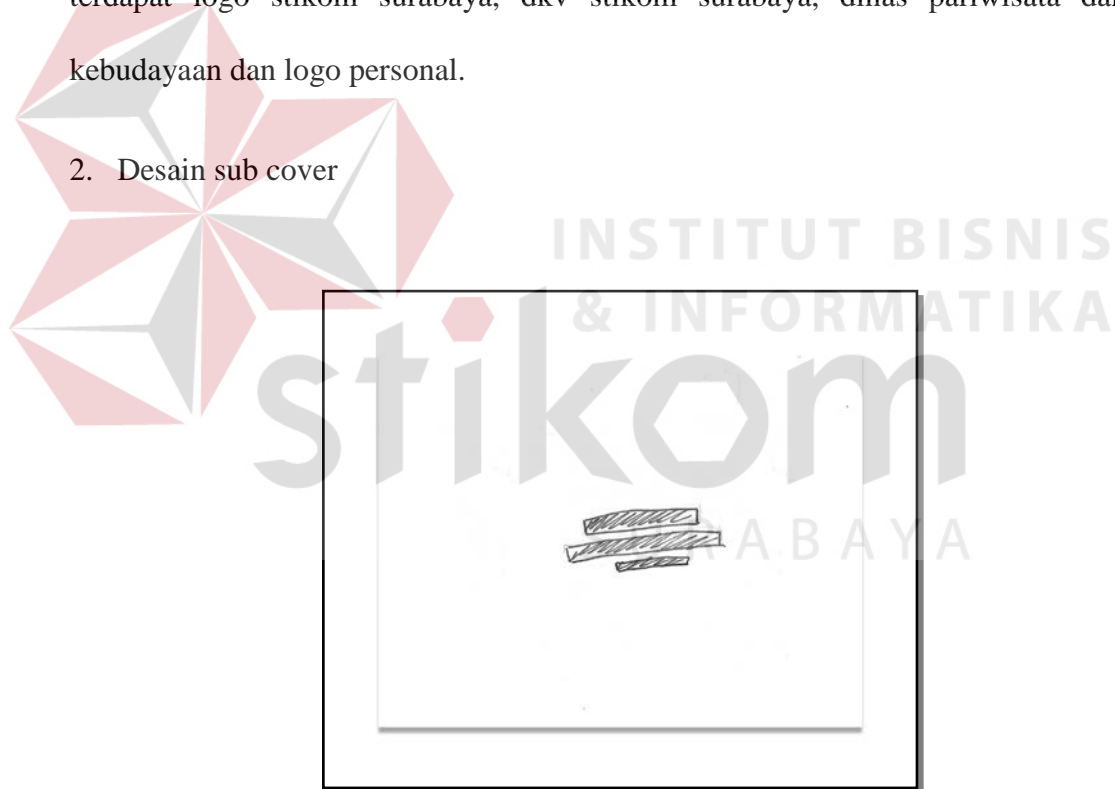 terdapat logo stikom surabaya, dkv stikom surabaya, dinas pariwisata dan
kebudayaan dan logo personal.
2. Desain sub cover
INSTITUT BISNIS
& INFORMATIKA
stikom
SURABAYA